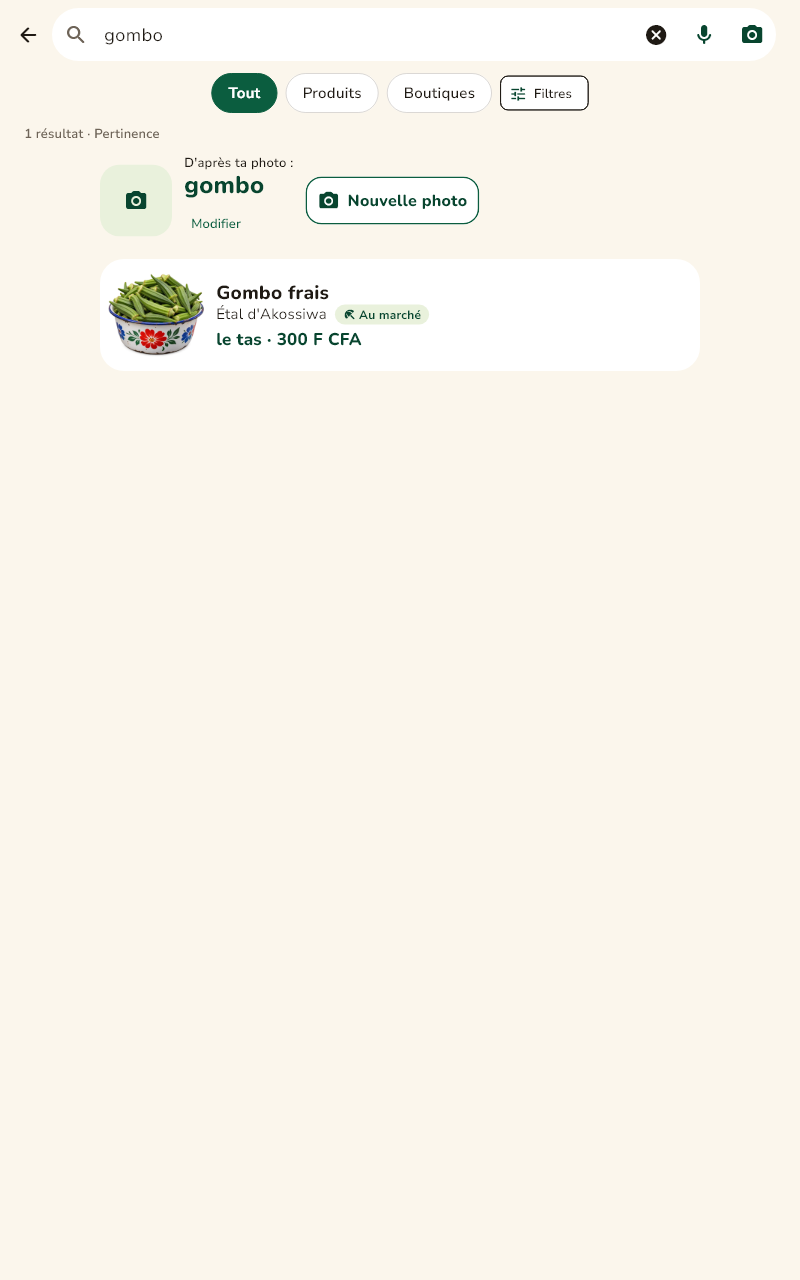 gombo
Tout
Produits
Boutiques
Filtres
1 résultat · Pertinence
D'après ta photo :
gombo
Modifier
Nouvelle photo
Gombo frais
Étal d'Akossiwa
Au marché
le tas · 300 F CFA